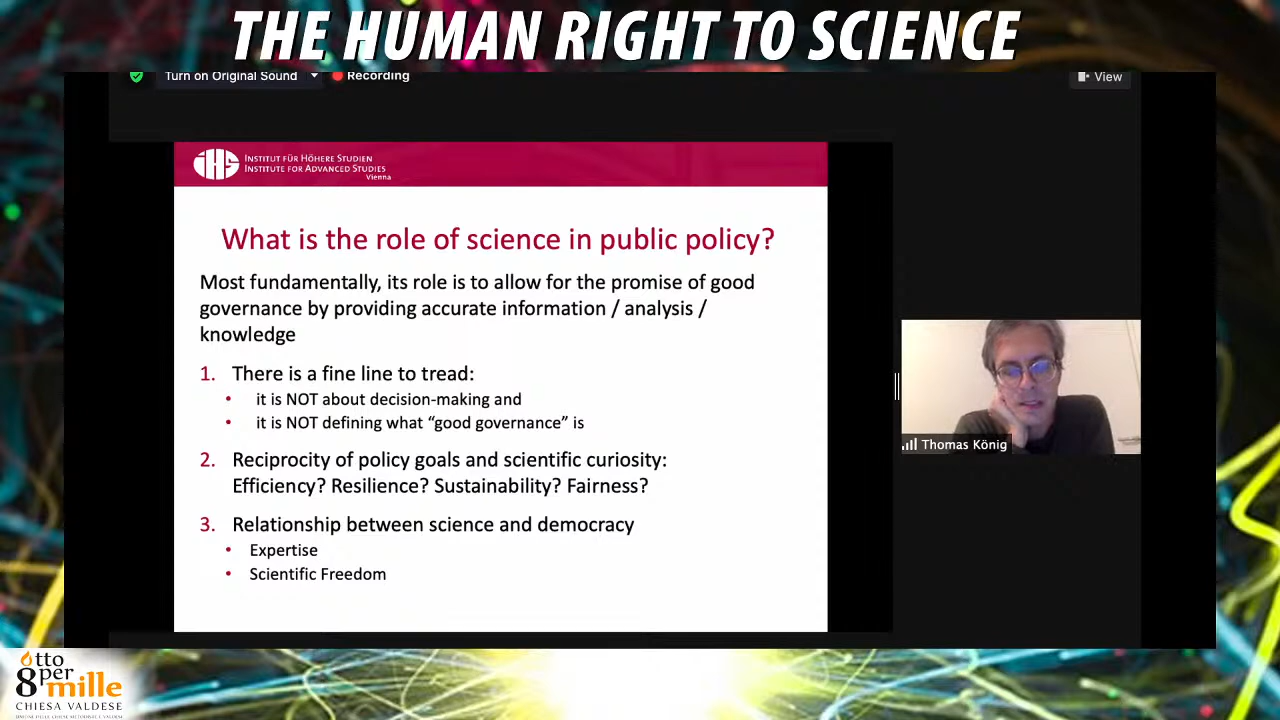 THE HUMAN RIGHT TO SCIENCE
Turn on Original Sound
Recording
View
iHS
INSTITUT FÜR HÖHERE STUDIEN
INSTITUTE FOR ADVANCED STUDIES
Vienna
What is the role of science in public policy?
Most fundamentally, its role is to allow for the promise of good
governance by providing accurate information / analysis /
knowledge
1. There is a fine line to tread:
• it is NOT about decision-making and
• it is NOT defining what “good governance” is
2. Reciprocity of policy goals and scientific curiosity:
Efficiency? Resilience? Sustainability? Fairness?
3. Relationship between science and democracy
• Expertise
• Scientific Freedom
Thomas König
otto
per
8 mille
CHIESA VALDESE